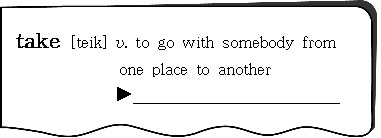 take [teik] v. to go with somebody from
one place to another